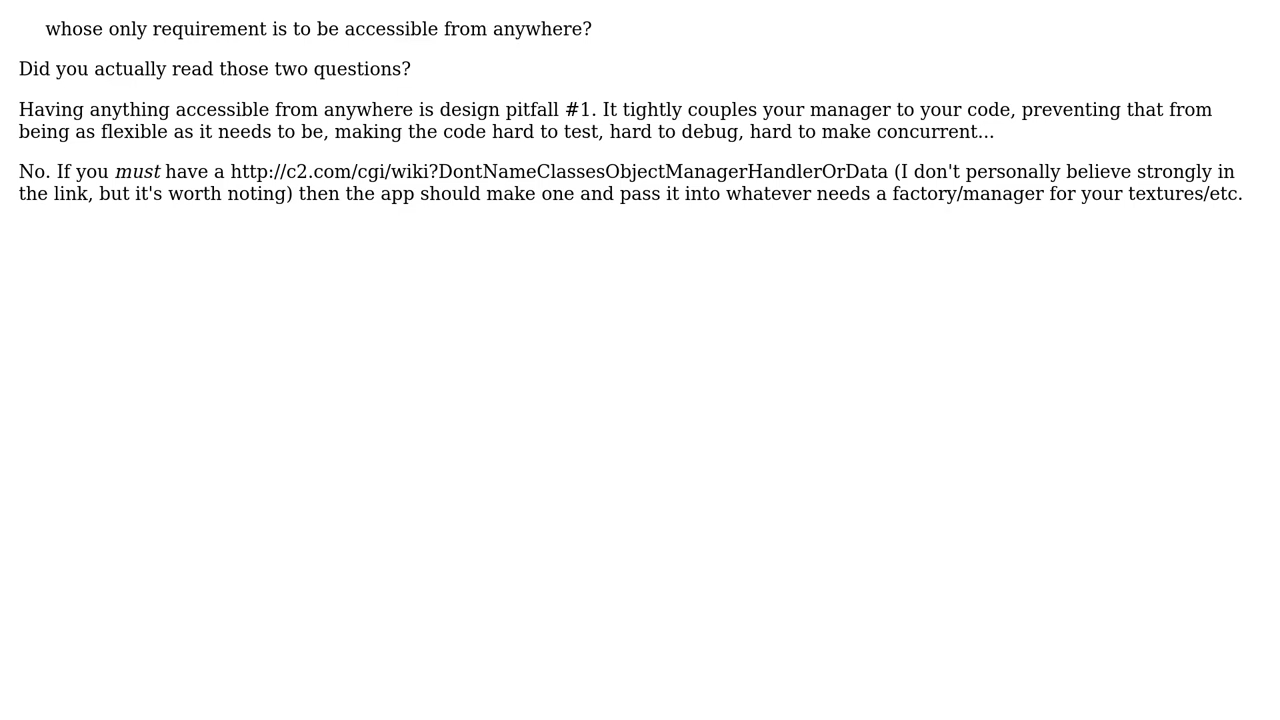 whose only requirement is to be accessible from anywhere?
Did you actually read those two questions?
Having anything accessible from anywhere is design pitfall #1. It tightly couples your manager to your code, preventing that from
being as flexible as it needs to be, making the code hard to test, hard to debug, hard to make concurrent...
No. If you must have a http://c2.com/cgi/wiki?DontNameClassesObjectManagerHandlerOrData (I don't personally believe strongly in
the link, but it's worth noting) then the app should make one and pass it into whatever needs a factory/manager for your textures/etc.